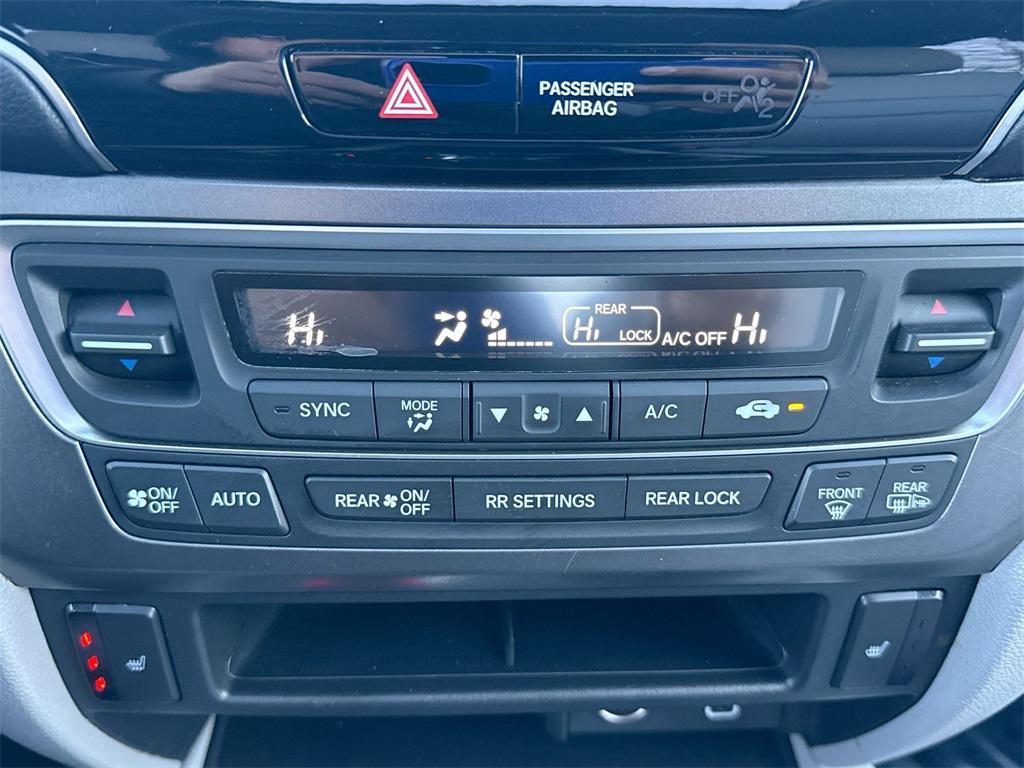 PASSENGER
AIRBAG
OFF 2
Hi REAR Hi LOCK A/C OFF Hi
SYNC
MODE
A/C
ON/
OFF
AUTO
REAR ON/
OFF
RR SETTINGS
REAR LOCK
FRONT
REAR